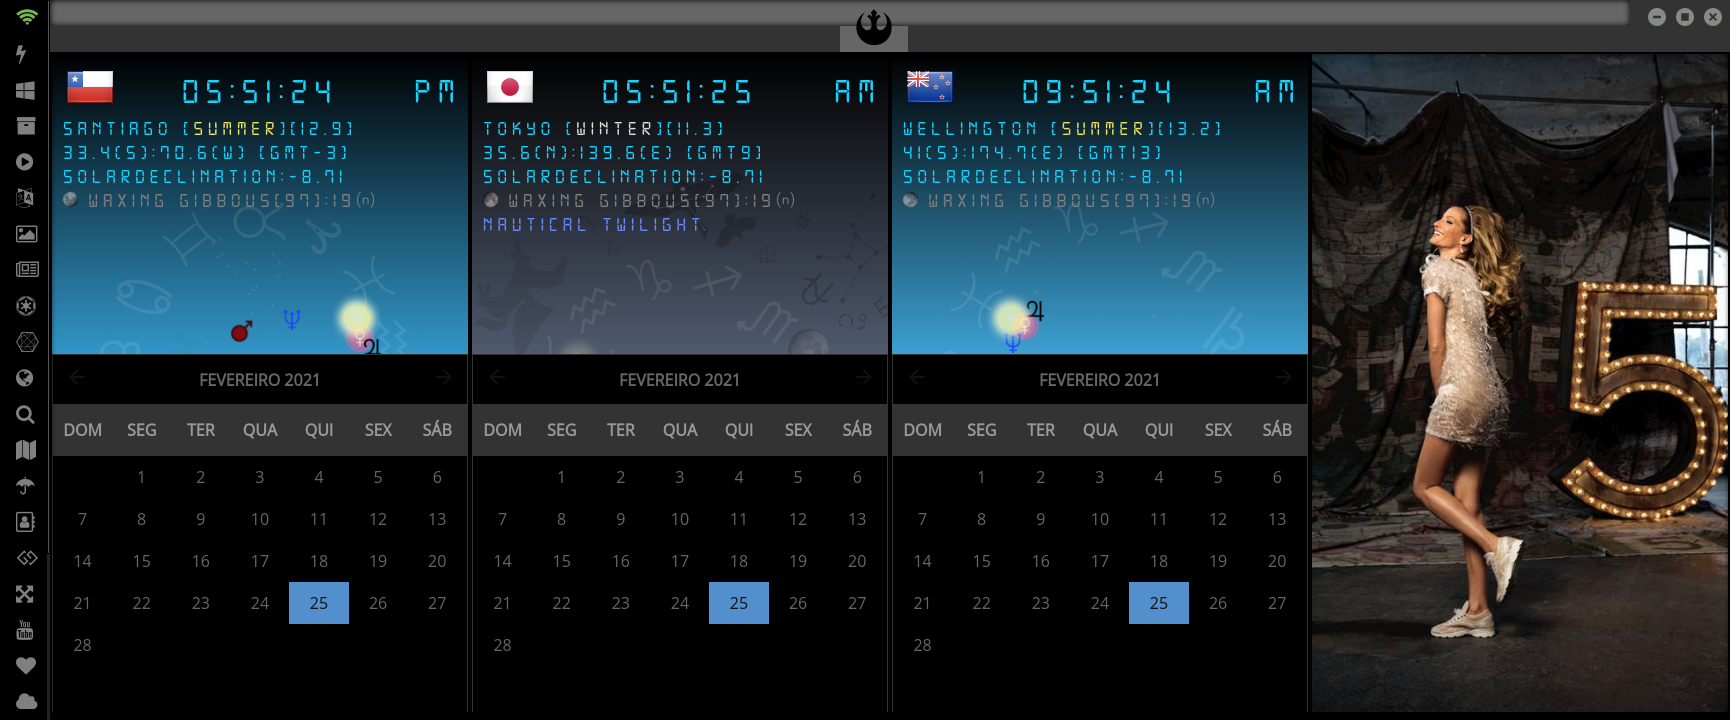 05:51:24 PM
SANTIAGO [SUMMER][12.9]
33.4(S):70.6(W) [GMT-3]
SOLARDECLINATION:-8.71
WAXING GIBBOUS[97]:19(n)
05:51:25 AM
TOKYO [WINTER][11.3]
35.6(N):139.6(E) [GMT9]
SOLARDECLINATION:-8.71
WAXING GIBBOUS[97]:19(n)
NAUTICAL TWILIGHT.
09:51:24 AM
WELLINGTON [SUMMER][13.2]
41(S):174.7(E) [GMT13]
SOLARDECLINATION:-8.71
WAXING GIBBOUS[97]:19(n)
FEVEREIRO 2021
DOM SEG TER QUA QUI SEX SÁB
1 2 3 4 5 6
7 8 9 10 11 12 13
14 15 16 17 18 19 20
21 22 23 24 25 26 27
28
FEVEREIRO 2021
DOM SEG TER QUA QUI SEX SÁB
1 2 3 4 5 6
7 8 9 10 11 12 13
14 15 16 17 18 19 20
21 22 23 24 25 26 27
28
FEVEREIRO 2021
DOM SEG TER QUA QUI SEX SÁB
1 2 3 4 5 6
7 8 9 10 11 12 13
14 15 16 17 18 19 20
21 22 23 24 25 26 27
28
5
You
Tube